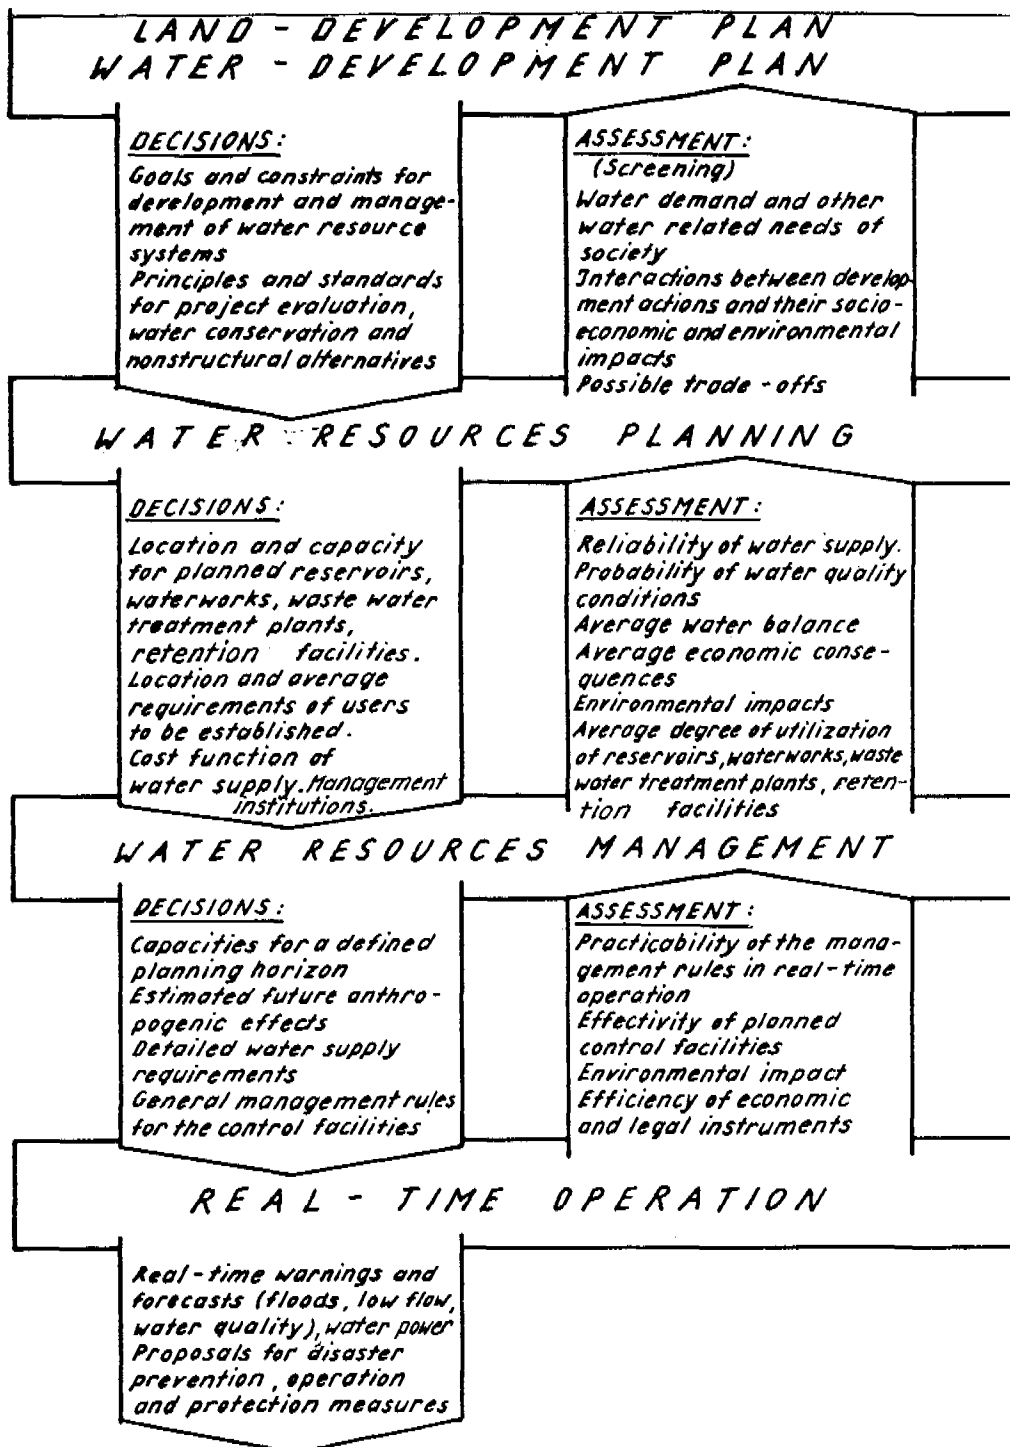 LAND - DEVELOPMENT PLAN
WATER - DEVELOPMENT PLAN
DECISIONS:
Goals and constraints for
development and manage-
ment of water resource
systems
Principles and standards
for project evaluation,
water conservation and
nonstructural alternatives
ASSESSMENT:
(Screening)
Water demand and other
water related needs of
society
Interactions between develop-
ment actions and their socio-
economic and environmental
impacts
Possible trade - offs
WATER RESOURCES PLANNING
DECISIONS:
Location and capacity
for planned reservoirs,
waterworks, waste water
treatment plants,
retention facilities.
Location and average
requirements of users
to be established.
Cost function of
water supply. Management
institutions.
ASSESSMENT:
Reliability of water supply.
Probability of water quality
conditions
Average water balance
Average economic conse-
quences
Environmental impacts
Average degree of utilization
of reservoirs, waterworks, waste
water treatment plants, reten-
tion facilities
WATER RESOURCES MANAGEMENT
DECISIONS:
Capacities for a defined
planning horizon
Estimated future anthro-
pogenic effects
Detailed water supply
requirements
General management rules
for the control facilities
ASSESSMENT:
Practicability of the mana-
gement rules in real-time
operation
Effectivity of planned
control facilities
Environmental impact
Efficiency of economic
and legal instruments
REAL - TIME OPERATION
Real-time warnings and
forecasts (floods, low flow,
water quality), water power
Proposals for disaster
prevention, operation
and protection measures